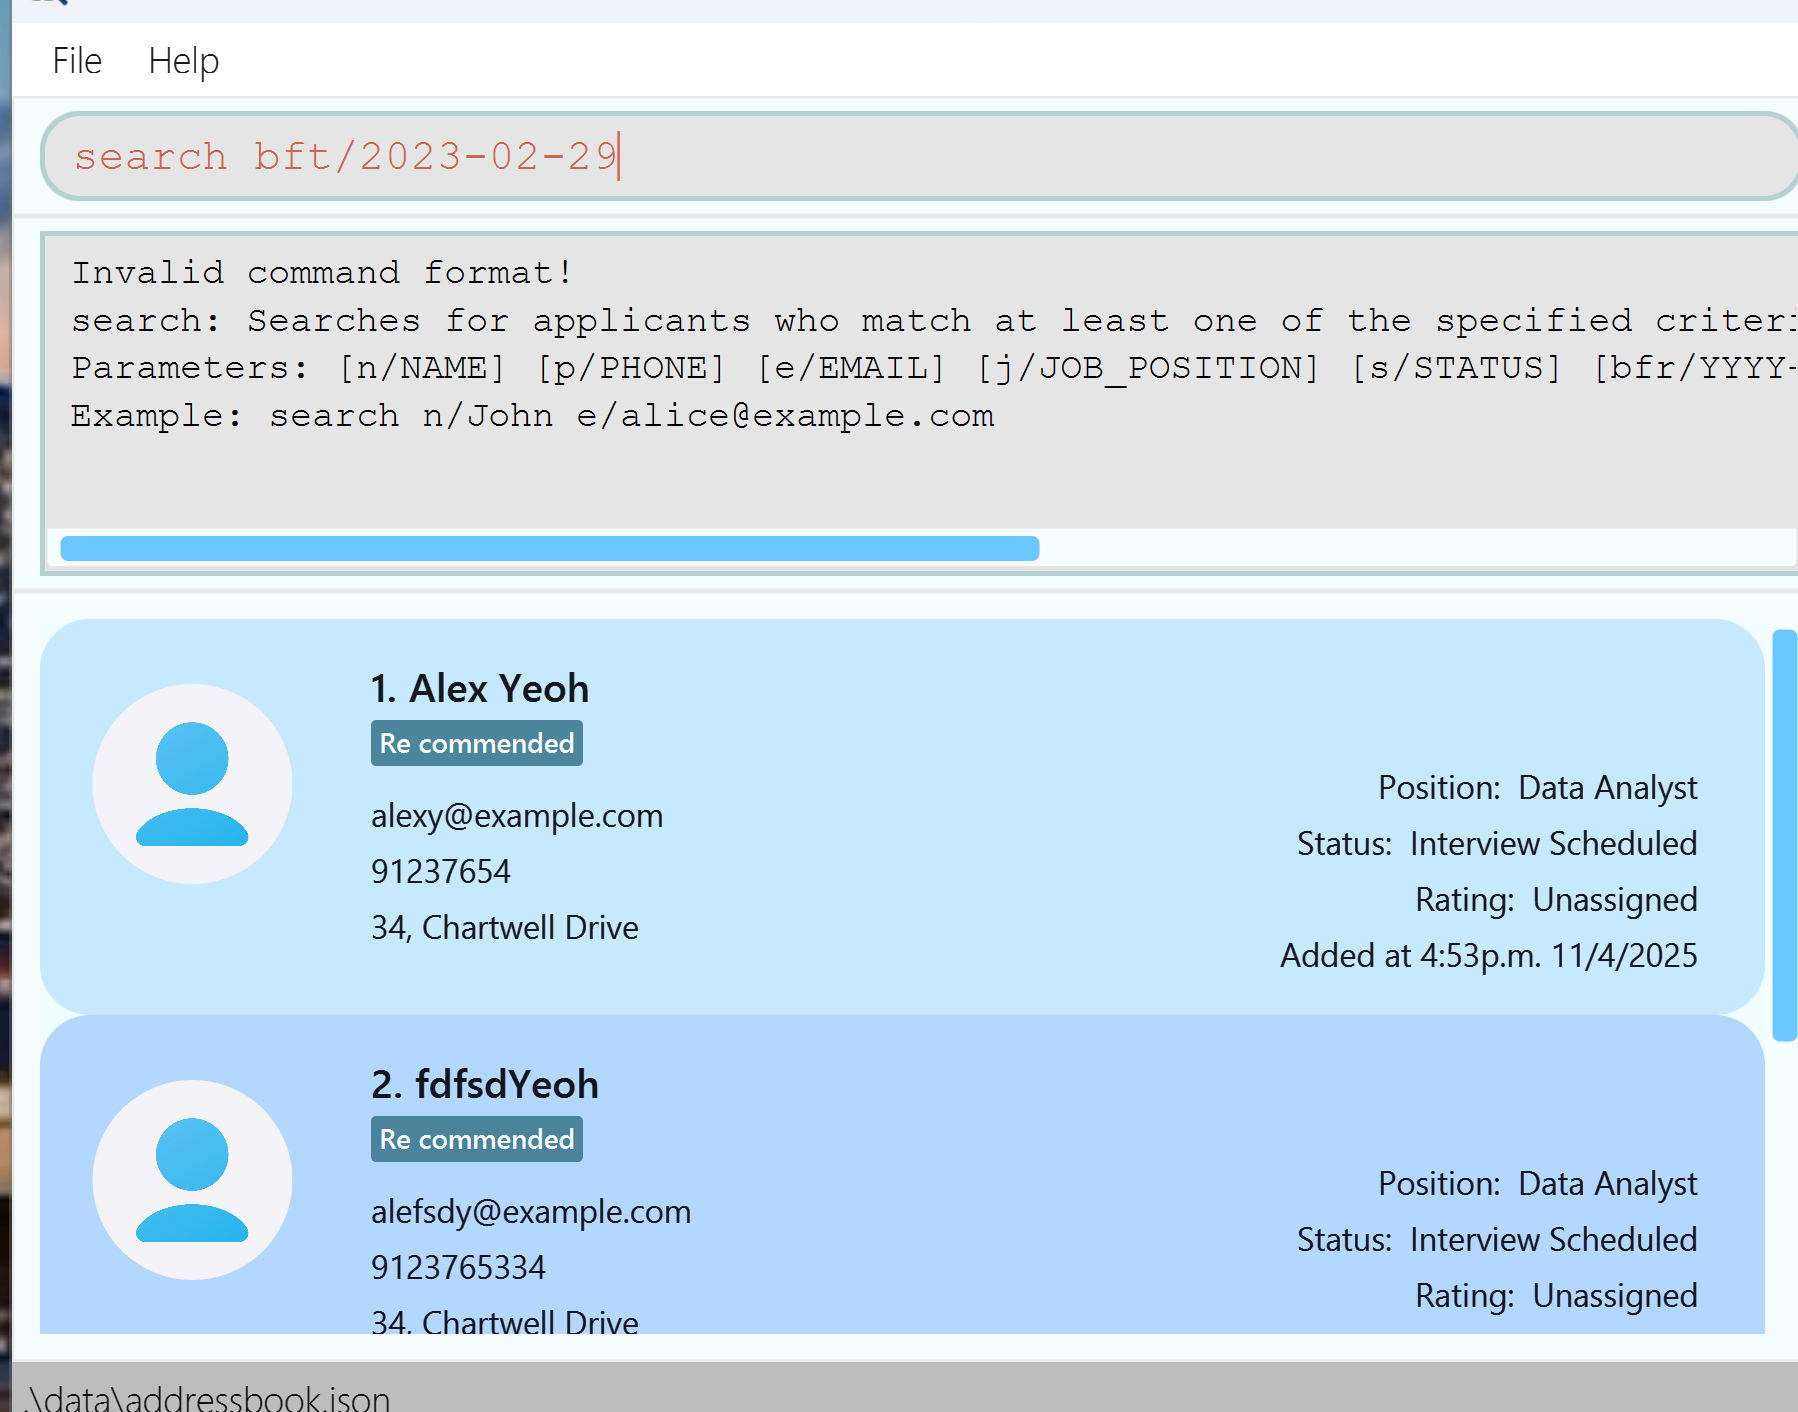 File Help
search bft/2023-02-29
Invalid command format!
search: Searches for applicants who match at least one of the specified criteri
Parameters: [n/NAME] [p/PHONE] [e/EMAIL] [j/JOB_POSITION] [s/STATUS] [bfr/YYYY-
Example: search n/John e/alice@example.com
1. Alex Yeoh
Re commended
alexy@example.com
91237654
34, Chartwell Drive
Position: Data Analyst
Status: Interview Scheduled
Rating: Unassigned
Added at 4:53p.m. 11/4/2025
2. fdfsdYeoh
Re commended
alefsdy@example.com
9123765334
34, Chartwell Drive
Position: Data Analyst
Status: Interview Scheduled
Rating: Unassigned
.\data\addressbook.json